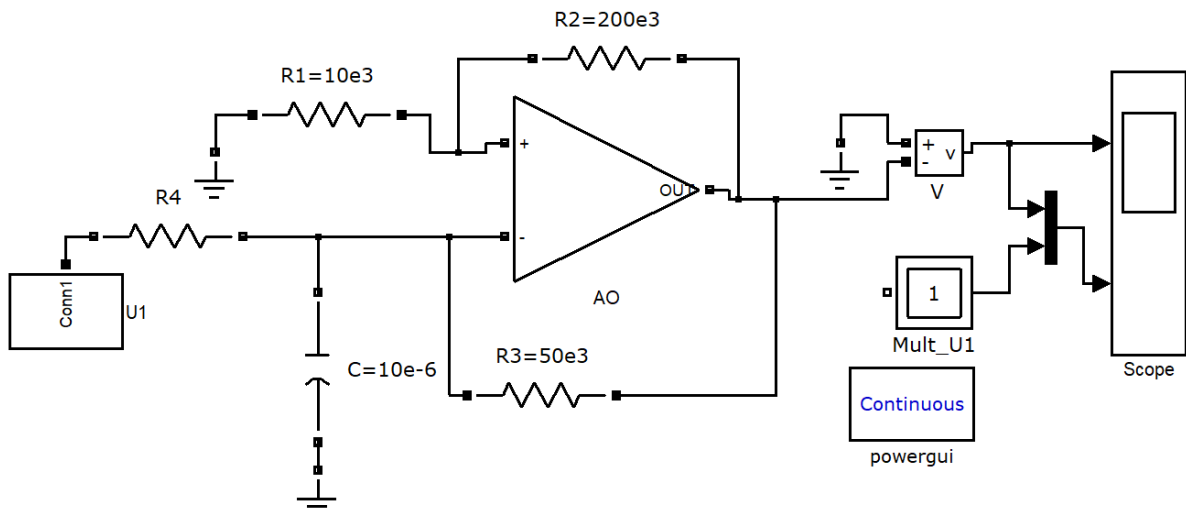 R2=200e3
R1=10e3
+
OUT
-
AO
R4
Conn1
U1
C=10e-6
R3=50e3
+
-
v
V
1
Mult_U1
Continuous
powergui
Scope